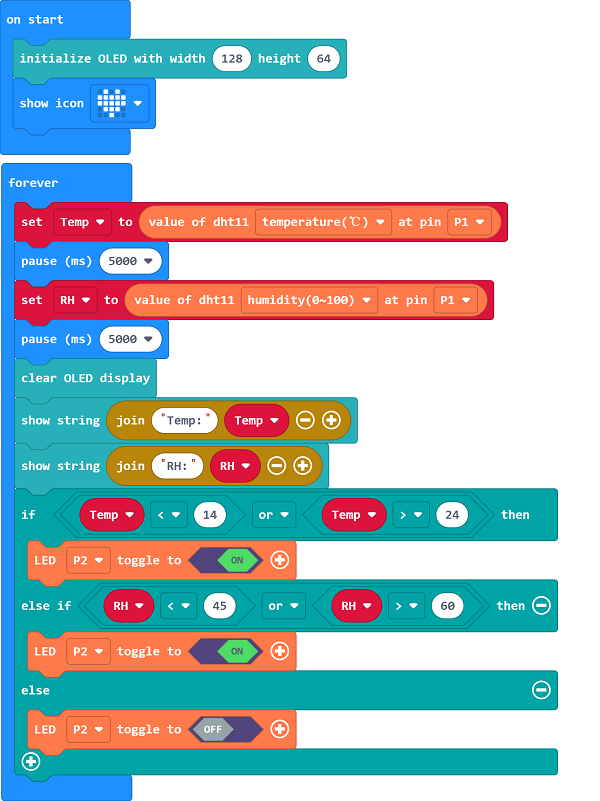 on start
initialize OLED with width 128 height 64
show icon
forever
set Temp to value of dht11 temperature(℃) at pin P1
pause (ms) 5000
set RH to value of dht11 humidity(0~100) at pin P1
pause (ms) 5000
clear OLED display
show string join "Temp:" Temp
show string join "RH:" RH
if Temp < 14 or Temp > 24 then
LED P2 toggle to ON
else if RH < 45 or RH > 60 then
LED P2 toggle to ON
else
LED P2 toggle to OFF